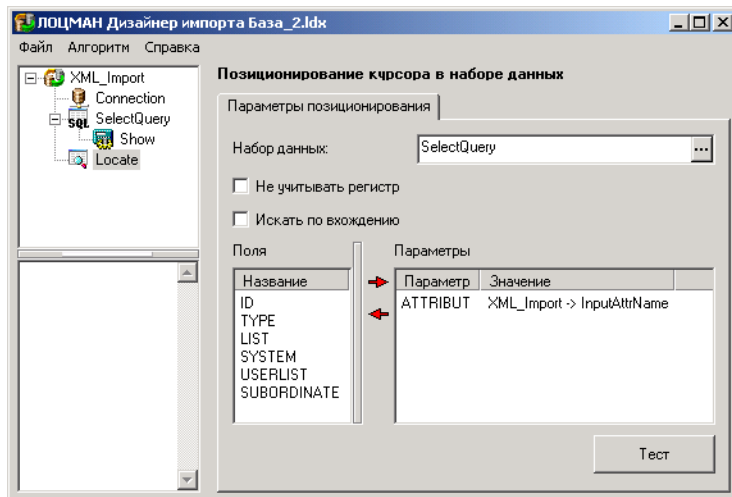 ЛОЦМАН Дизайнер импорта База_2.ldx
Файл Алгоритм Справка
XML_Import
Connection
SQL SelectQuery
Show
Locate
Позиционирование курсора в наборе данных
Параметры позиционирования
Набор данных: SelectQuery ...
Не учитывать регистр
Искать по вхождению
Поля Параметры
Название Параметр Значение
ID ATTRIBUT XML_Import -> InputAttrName
TYPE
LIST
SYSTEM
USERLIST
SUBORDINATE
Тест